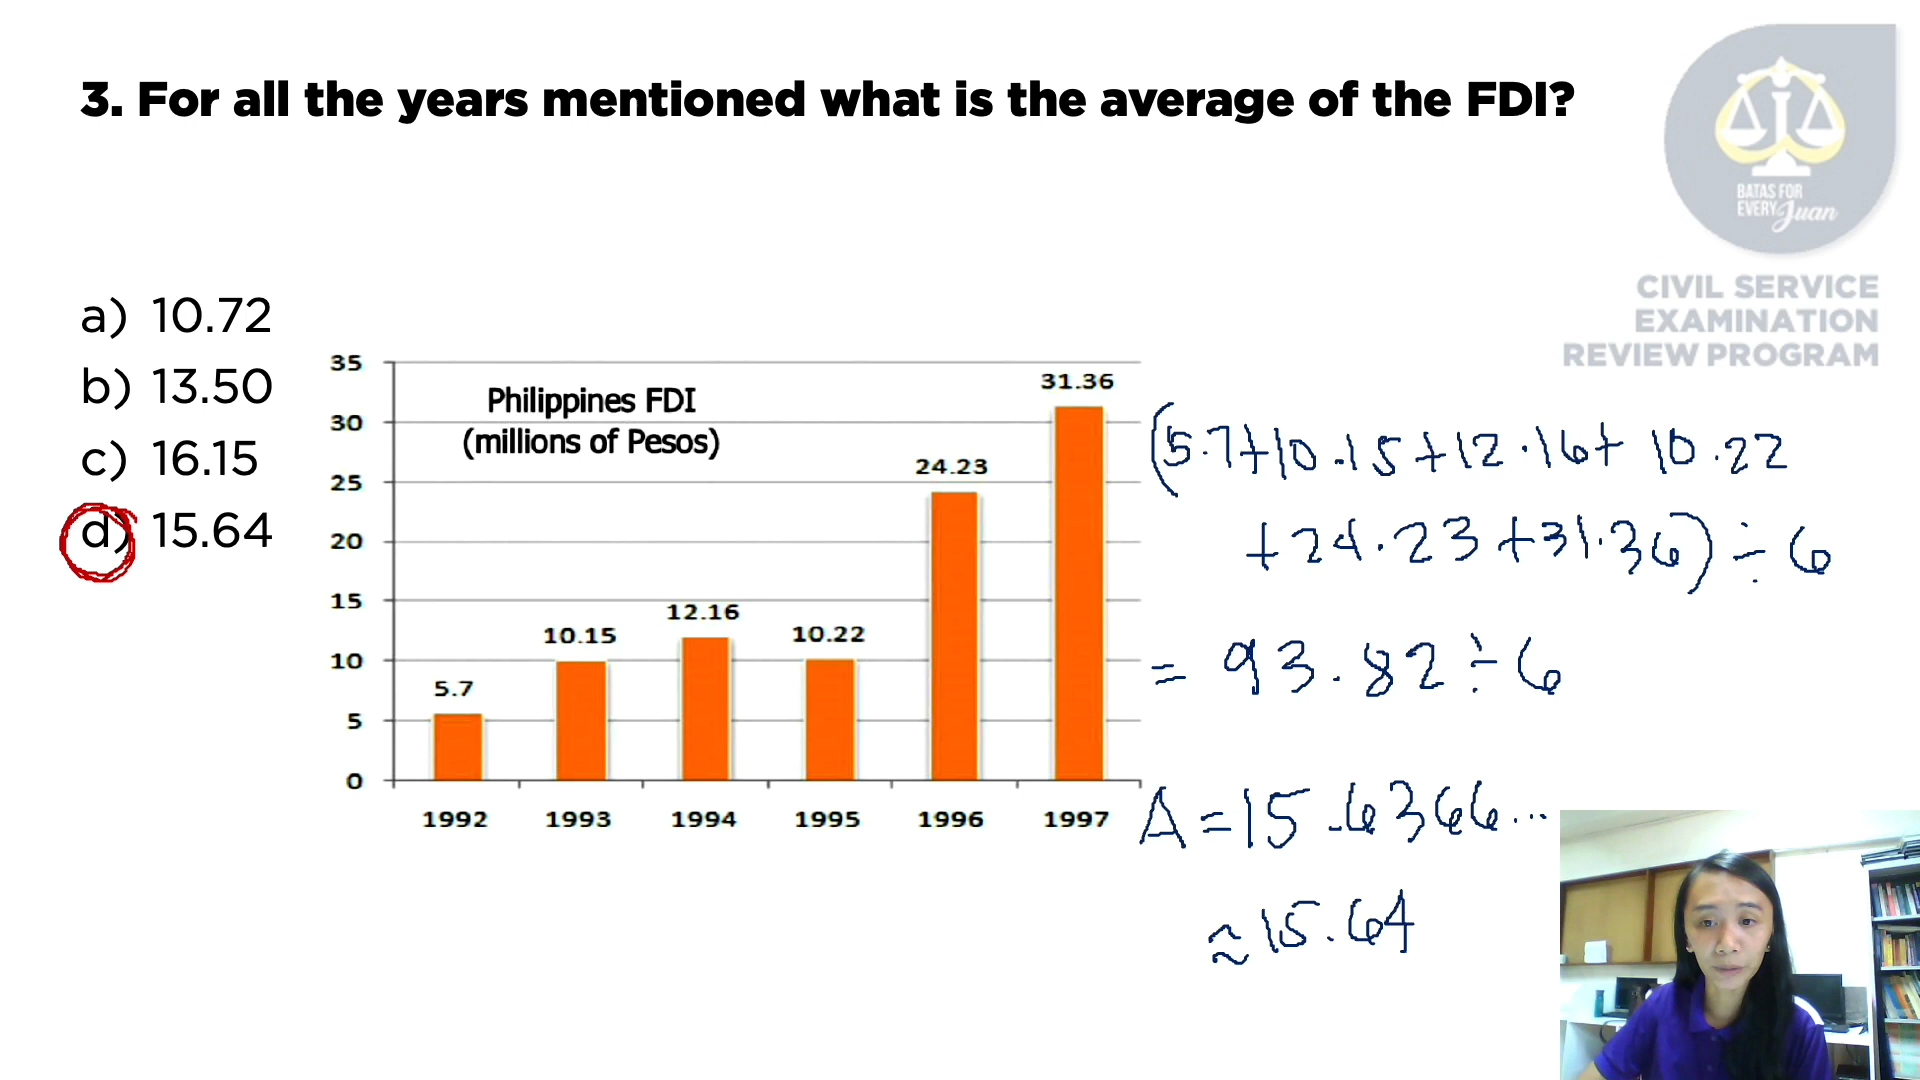 3. For all the years mentioned what is the average of the FDI?
BATAS FOR
EVERY Juan
CIVIL SERVICE
EXAMINATION
REVIEW PROGRAM
a) 10.72
b) 13.50
c) 16.15
d) 15.64
Philippines FDI
(millions of Pesos)
35
30
25
20
15
10
5
0
5.7
10.15
12.16
10.22
24.23
31.36
1992 1993 1994 1995 1996 1997
(5.7+10.15+12.16+10.22
+24.23+31.36)÷6
= 93.82÷6
A=15.6366...
≈15.64